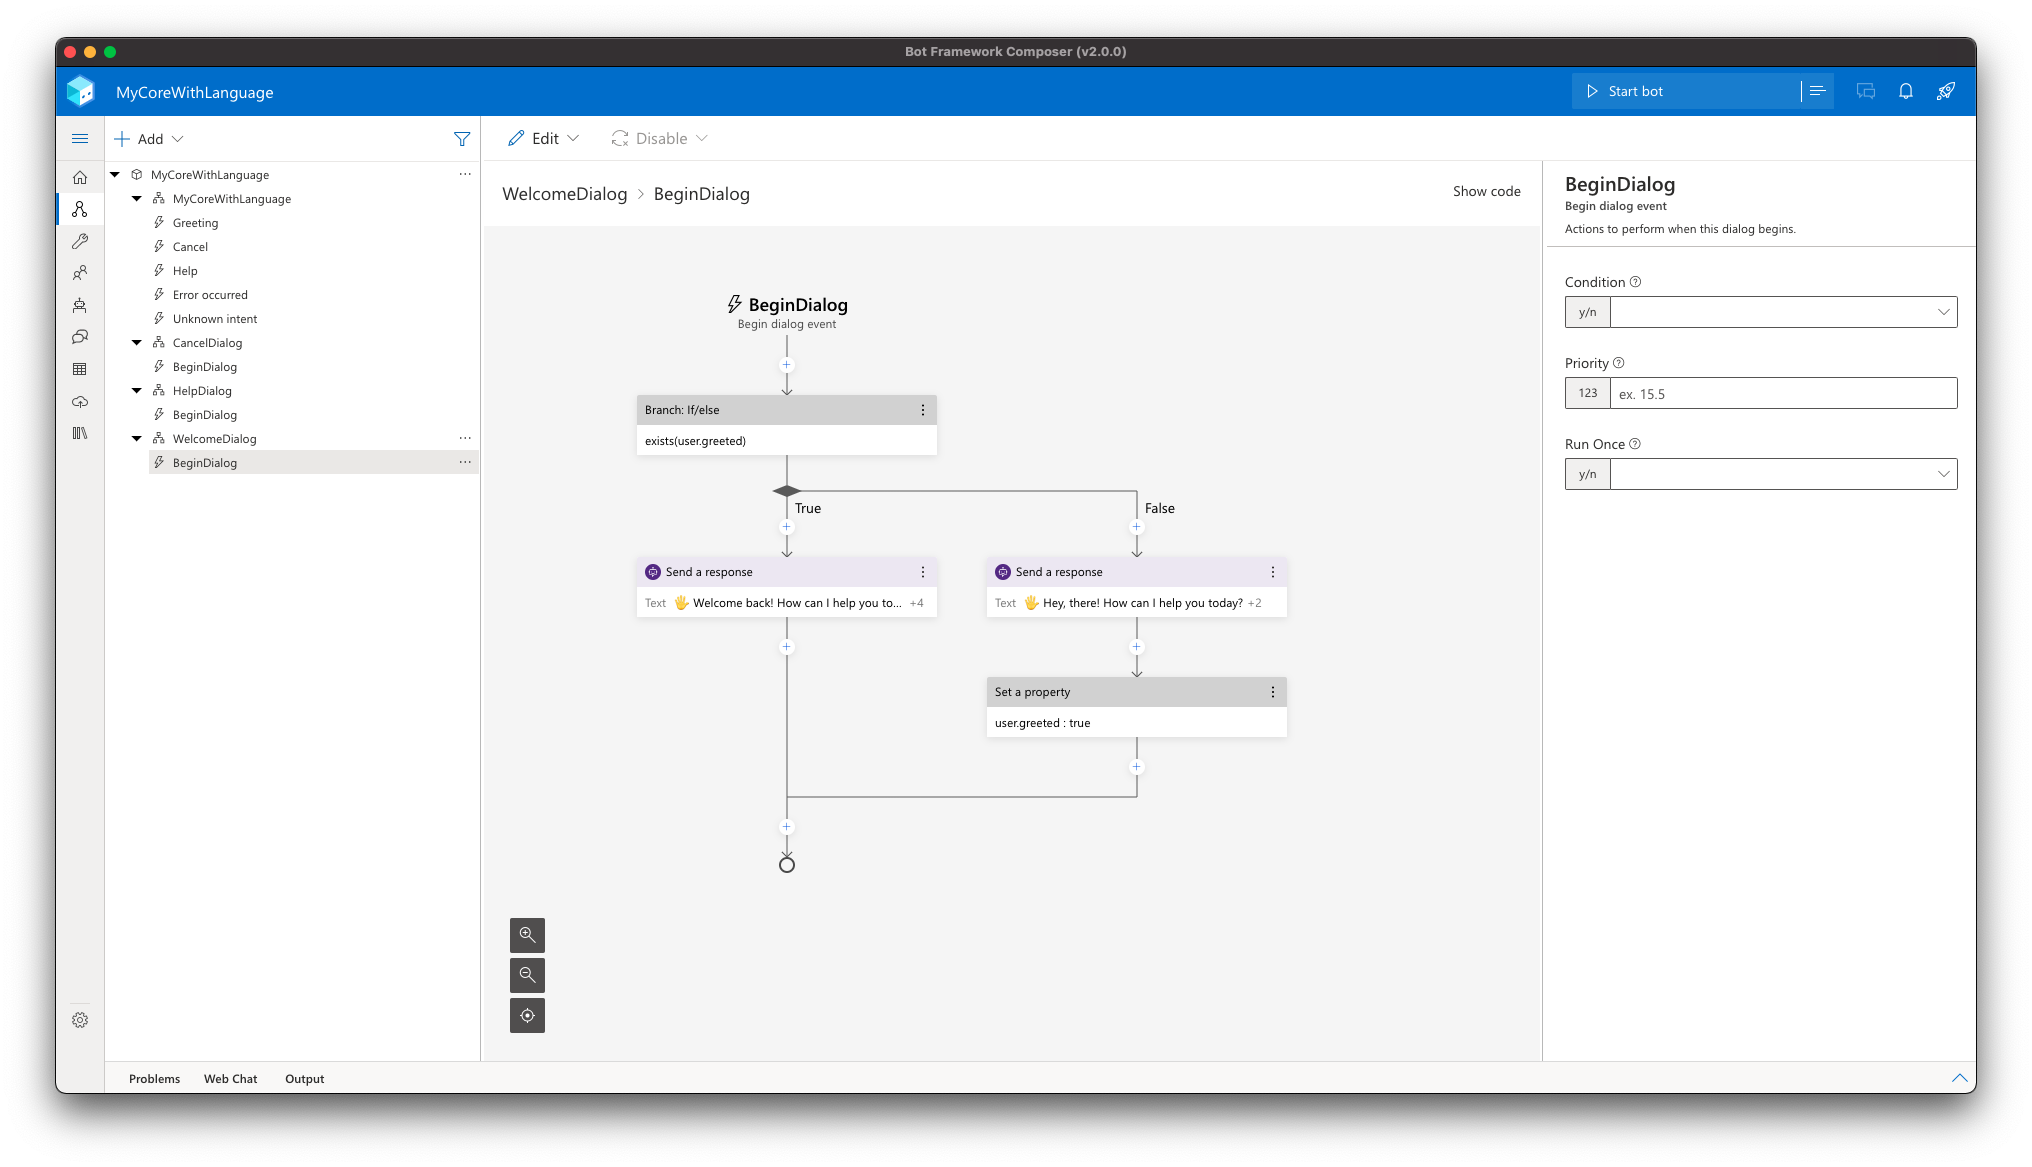 Bot Framework Composer (v2.0.0)
MyCoreWithLanguage
Start bot
Add
Edit
Disable
MyCoreWithLanguage
MyCoreWithLanguage
Greeting
Cancel
Help
Error occurred
Unknown intent
CancelDialog
BeginDialog
HelpDialog
BeginDialog
WelcomeDialog
BeginDialog
WelcomeDialog > BeginDialog
Show code
BeginDialog
Begin dialog event
Branch: If/else
exists(user.greeted)
True
False
Send a response
Text 🖐 Welcome back! How can I help you to... +4
Send a response
Text 🖐 Hey, there! How can I help you today? +2
Set a property
user.greeted : true
BeginDialog
Begin dialog event
Actions to perform when this dialog begins.
Condition
y/n
Priority
123 ex. 15.5
Run Once
y/n
Problems Web Chat Output